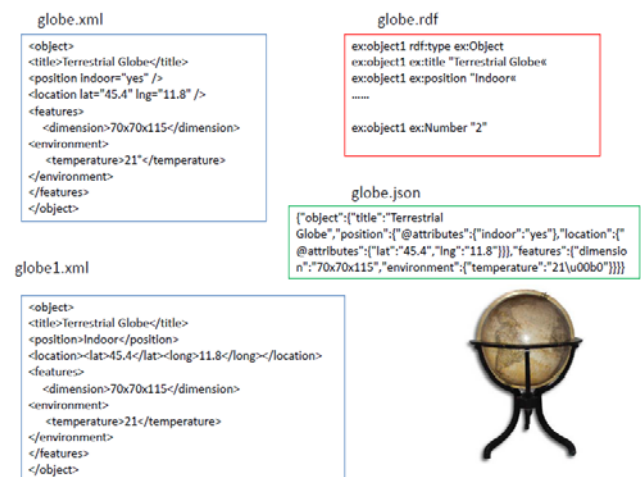 globe.xml
<object>
<title>Terrestrial Globe</title>
<position indoor="yes" />
<location lat="45.4" lng="11.8" />
<features>
<dimension>70x70x115</dimension>
<environment>
<temperature>21°</temperature>
</environment>
</features>
</object>
globe.rdf
ex:object1 rdf:type ex:Object
ex:object1 ex:title "Terrestrial Globe«
ex:object1 ex:position "Indoor«
......
ex:object1 ex:Number "2"
globe.json
{"object":{"title":"Terrestrial
Globe","position":{"@attributes":{"indoor":"yes"},"location":{"
@attributes":{"lat":"45.4","lng":"11.8"}}},"features":{"dimensio
n":"70x70x115","environment":{"temperature":"21\u00b0"}}}}
globe1.xml
<object>
<title>Terrestrial Globe</title>
<position>Indoor</position>
<location><lat>45.4</lat><long>11.8</long></location>
<features>
<dimension>70x70x115</dimension>
<environment>
<temperature>21</temperature>
</environment>
</features>
</object>